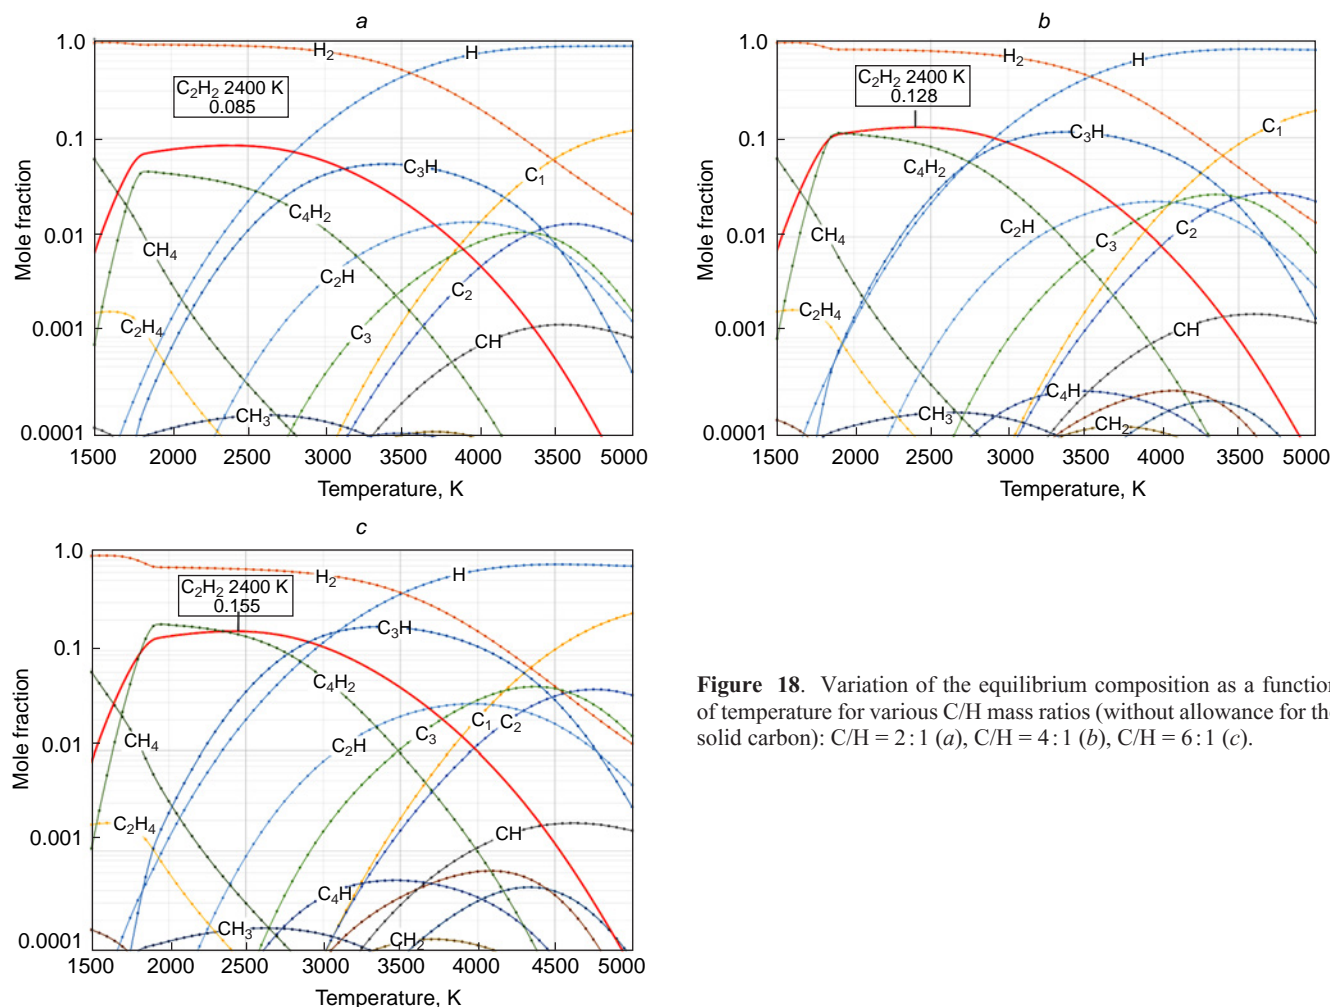 a
1.0
0.1
0.01
0.001
0.0001
Mole fraction
C₂H₂ 2400 K
0.085
H₂
H
C₁
C₃H
C₄H₂
CH₄
C₂H
C₂
C₃
C₂H₄
CH
CH₃
1500 2000 2500 3000 3500 4000 3500 5000
Temperature, K
b
1.0
0.1
0.01
0.001
0.0001
Mole fraction
C₂H₂ 2400 K
0.128
H₂
H
C₁
C₃H
C₄H₂
CH₄
C₂H
C₃
C₂
C₂H₄
CH
C₄H
CH₃
CH₂
1500 2000 2500 3000 3500 4000 3500 5000
Temperature, K
c
1.0
0.1
0.01
0.001
0.0001
Mole fraction
C₂H₂ 2400 K
0.155
H₂
H
C₃H
C₄H₂
CH₄
C₂H
C₃
C₁
C₂
C₂H₄
CH
C₄H
CH₃
CH₂
1500 2000 2500 3000 3500 4000 4500 5000
Temperature, K
Figure 18. Variation of the equilibrium composition as a function
of temperature for various C/H mass ratios (without allowance for the
solid carbon): C/H = 2 : 1 (a), C/H = 4 : 1 (b), C/H = 6 : 1 (c).